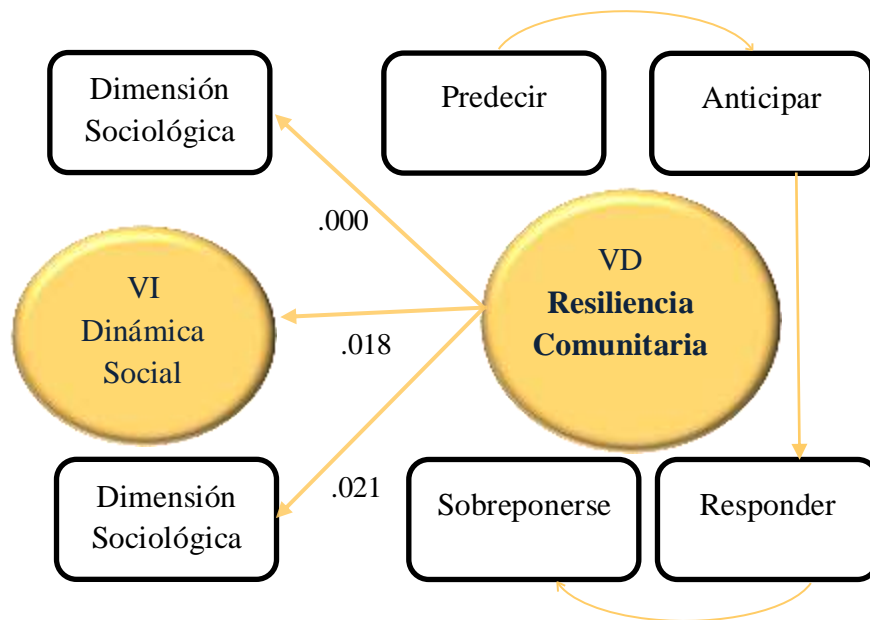 Dimensión
Sociológica
Predecir
Anticipar
.000
VI
Dinámica
Social
VD
Resiliencia
Comunitaria
.018
.021
Dimensión
Sociológica
Sobreponerse
Responder